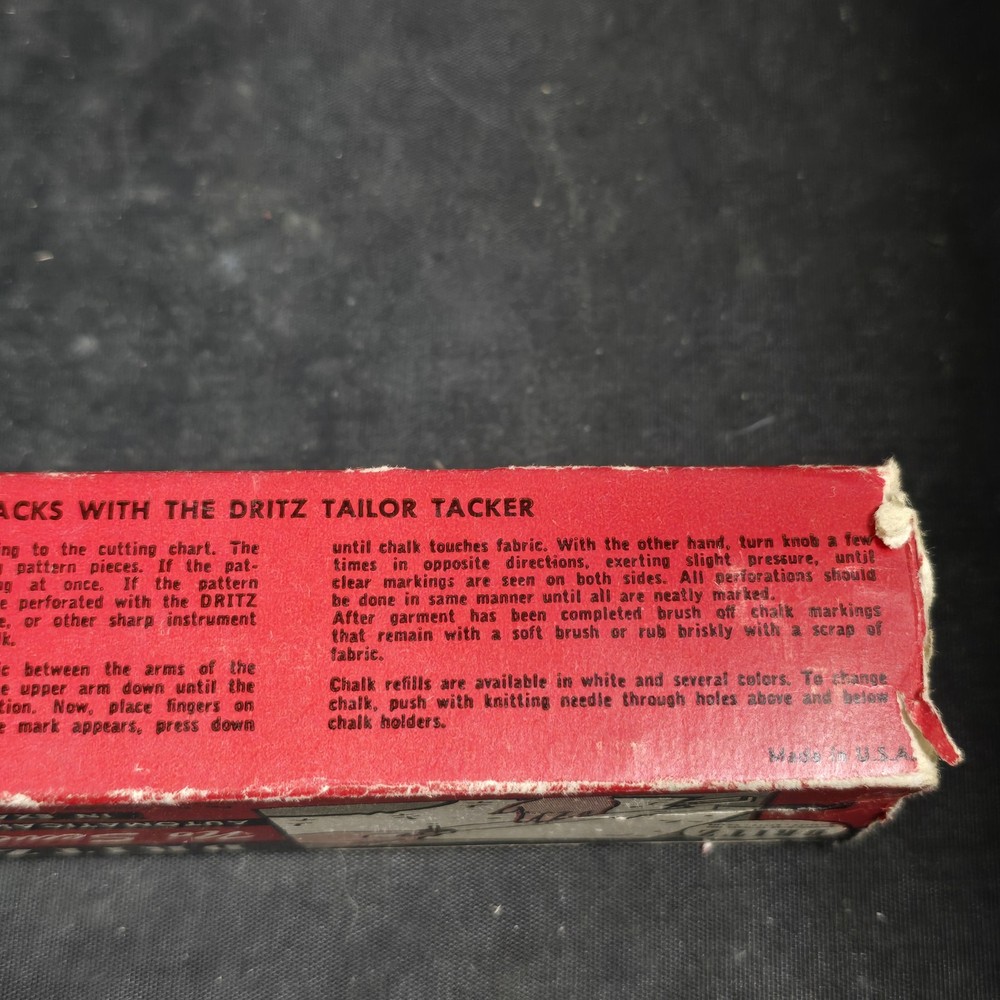 ACKS WITH THE DRITZ TAILOR TACKER
ng to the cutting chart. The
pattern pieces. If the pat-
g at once. If the pattern
e perforated with the DRITZ
e, or other sharp instrument
k.
c between the arms of the
e upper arm down until the
tion. Now, place fingers on
e mark appears, press down
until chalk touches fabric. With the other hand, turn knob a few
times in opposite directions, exerting slight pressure, until
clear markings are seen on both sides. All perforations should
be done in same manner until all are neatly marked.
After garment has been completed brush off chalk markings
that remain with a soft brush or rub briskly with a scrap of
fabric.
Chalk refills are available in white and several colors. To change
chalk, push with knitting needle through holes above and below
chalk holders.
Made in U.S.A.
DRITZ